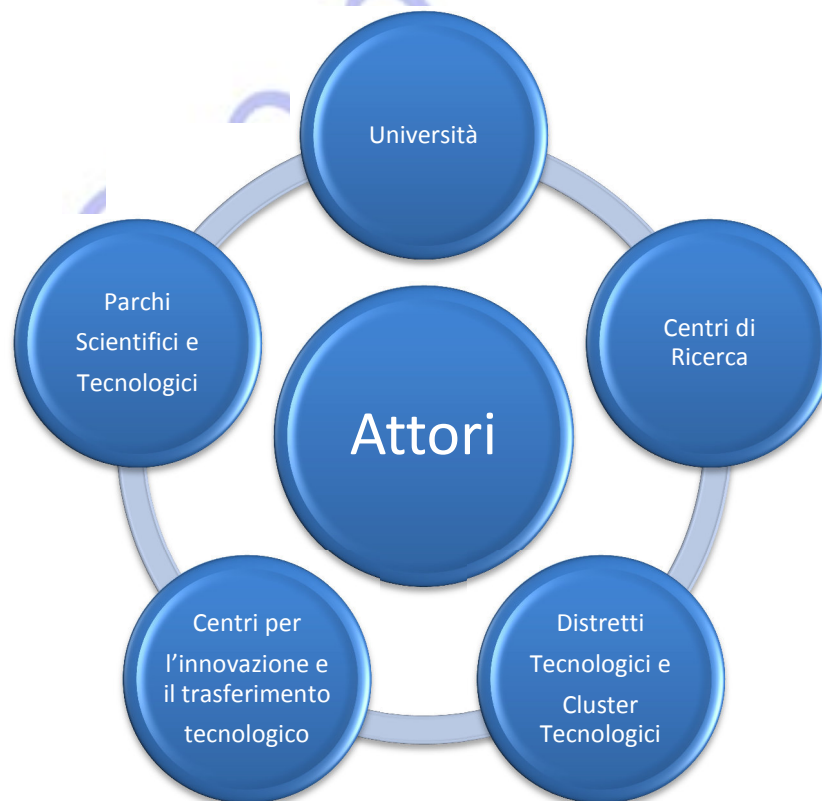 Università
Parchi
Scientifici e
Tecnologici
Centri di
Ricerca
Attori
Centri per
l’innovazione e
il trasferimento
tecnologico
Distretti
Tecnologici e
Cluster
Tecnologici